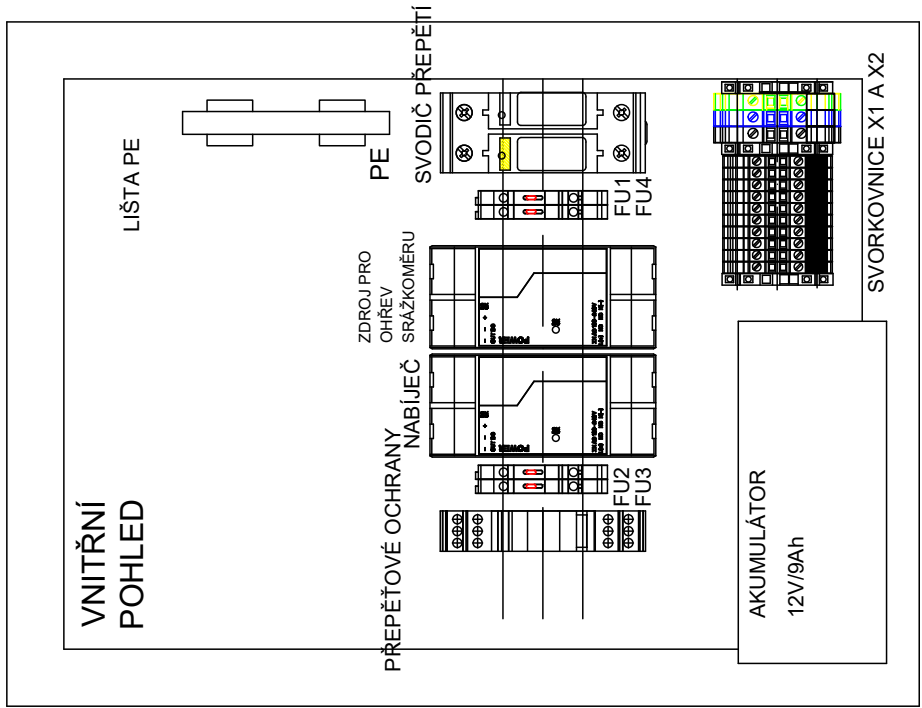 VNITŘNÍ
POHLED
LIŠTA PE
PE
SVODIČ PŘEPĚTÍ
FU1
FU4
ZDROJ PRO
OHŘEV
SRÁŽKOMĚRU
NABÍJEČ
FU2
FU3
PŘEPĚŤOVÉ OCHRANY
SVORKOVNICE X1 A X2
AKUMULÁTOR
12V/9Ah
POWER
POWER